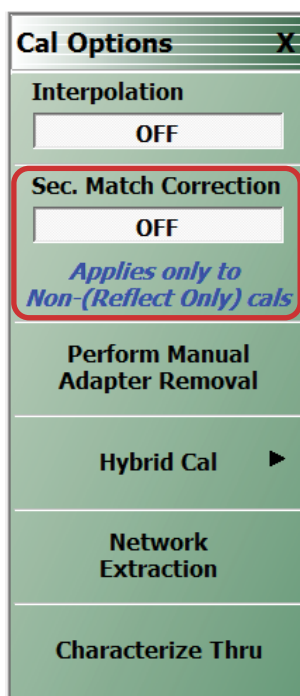 Cal Options X
Interpolation
OFF
Sec. Match Correction
OFF
Applies only to
Non-(Reflect Only) cals
Perform Manual
Adapter Removal
Hybrid Cal
Network
Extraction
Characterize Thru